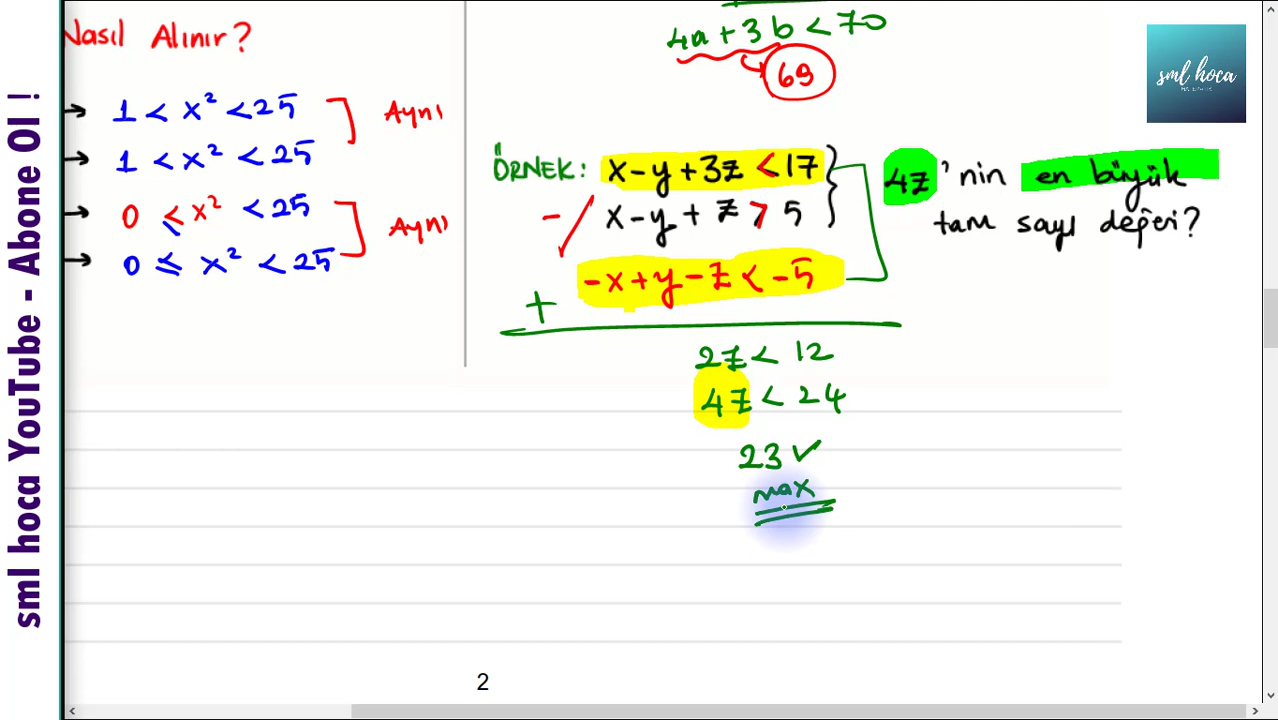 sml hoca YouTube - Abone Ol !
Nasıl Alınır?
→ 1 < x² < 25
→ 1 < x² < 25
] Aynı
→ 0 ≤ x² < 25
→ 0 ≤ x² < 25
] Aynı
4a + 3b < 70
69
ÖRNEK: x - y + 3z < 17
- / x - y + z > 5
-x + y - z < -5
+
2z < 12
4z < 24
23 ✓
max
4z 'nin en büyük
tam sayı değeri?
sml hoca
2